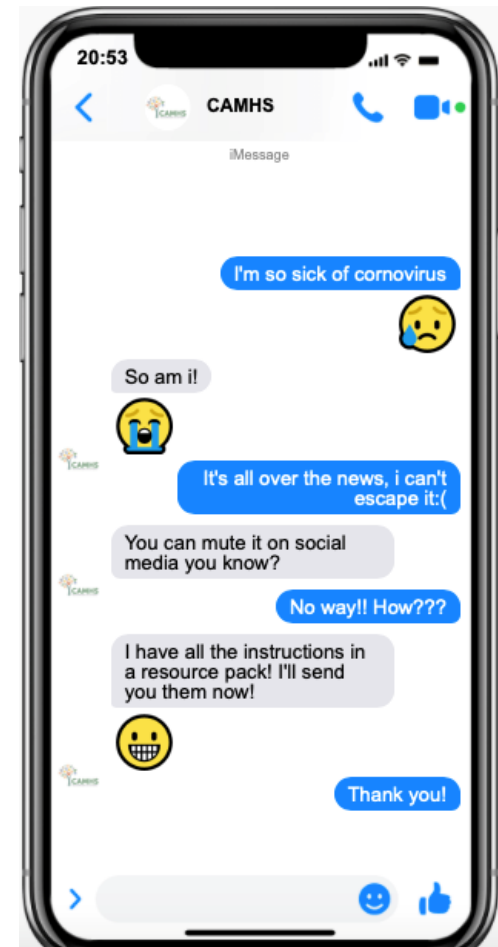 20:53
CAMHS
CAMHS
iMessage
I'm so sick of cornovirus
So am i!
CAMHS
It's all over the news, i can't
escape it:(
You can mute it on social
media you know?
CAMHS
No way!! How???
I have all the instructions in
a resource pack! I'll send
you them now!
CAMHS
Thank you!